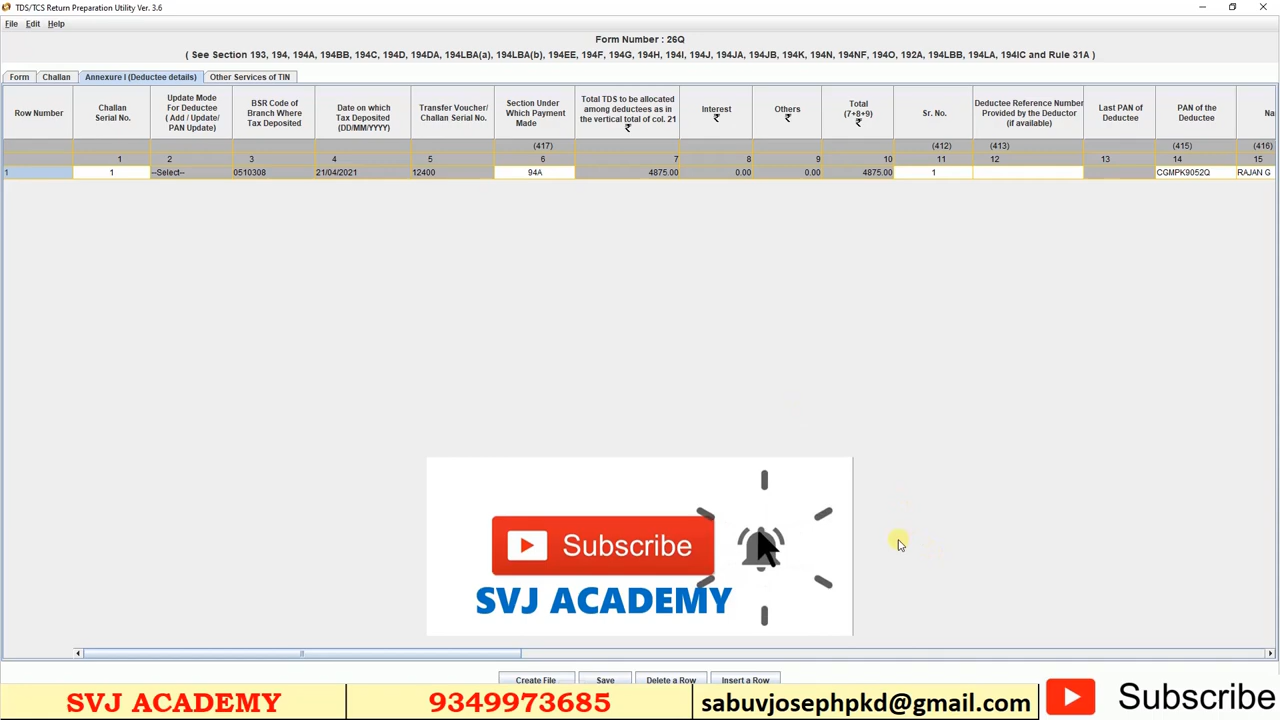 TDS/TCS Return Preparation Utility Ver. 3.6
File Edit Help
Form Number : 26Q
( See Section 193, 194, 194A, 194BB, 194C, 194D, 194DA, 194LBA(a), 194LBA(b), 194EE, 194F, 194G, 194H, 194I, 194J, 194JA, 194JB, 194K, 194N, 194NF, 194O, 192A, 194LBB, 194LA, 194IC and Rule 31A )
Form Challan Annexure I (Deductee details) Other Services of TIN
Row Number
Challan
Serial No.
Update Mode
For Deductee
( Add / Update/
PAN Update)
BSR Code of
Branch Where
Tax Deposited
Date on which
Tax Deposited
(DD/MM/YYYY)
Transfer Voucher/
Challan Serial No.
Section Under
Which Payment
Made
Total TDS to be allocated
among deductees as in
the vertical total of col. 21
₹
Interest
₹
Others
₹
Total
(7+8+9)
₹
Sr. No.
Deductee Reference Number
Provided by the Deductor
(if available)
Last PAN of
Deductee
PAN of the
Deductee
Na
(417) (412) (413) (415) (416)
1 2 3 4 5 6 7 8 9 10 11 12 13 14 15
1 1 --Select-- 0510308 21/04/2021 12400 94A 4875.00 0.00 0.00 4875.00 1 CGMPK9052Q RAJAN G
Subscribe
SVJ ACADEMY
Create File Save Delete a Row Insert a Row
SVJ ACADEMY 9349973685 sabuvjosephpkd@gmail.com Subscribe